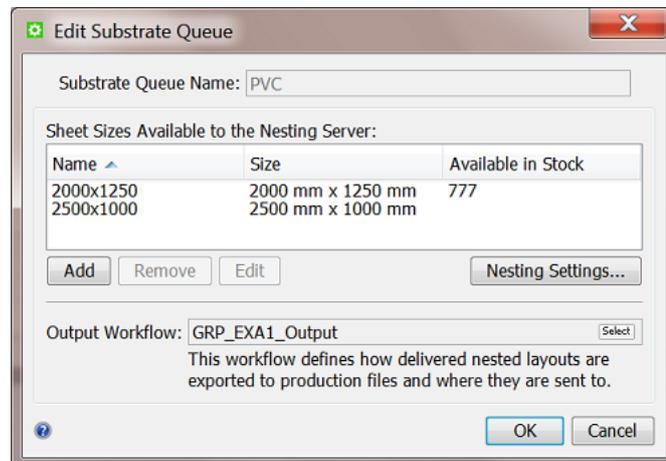 Edit Substrate Queue
Substrate Queue Name: PVC
Sheet Sizes Available to the Nesting Server:
Name Size Available in Stock
2000x1250 2000 mm x 1250 mm 777
2500x1000 2500 mm x 1000 mm
Add Remove Edit Nesting Settings...
Output Workflow: GRP_EXA1_Output Select
This workflow defines how delivered nested layouts are
exported to production files and where they are sent to.
OK Cancel